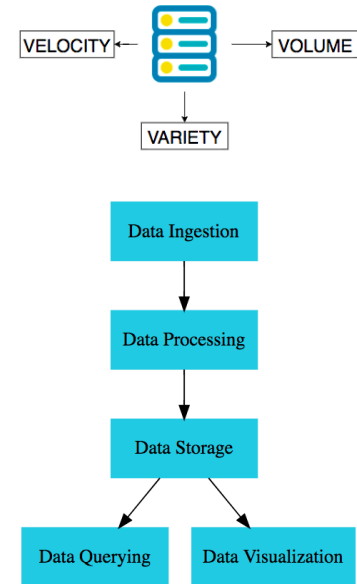 VELOCITY
VOLUME
VARIETY
Data Ingestion
Data Processing
Data Storage
Data Querying
Data Visualization